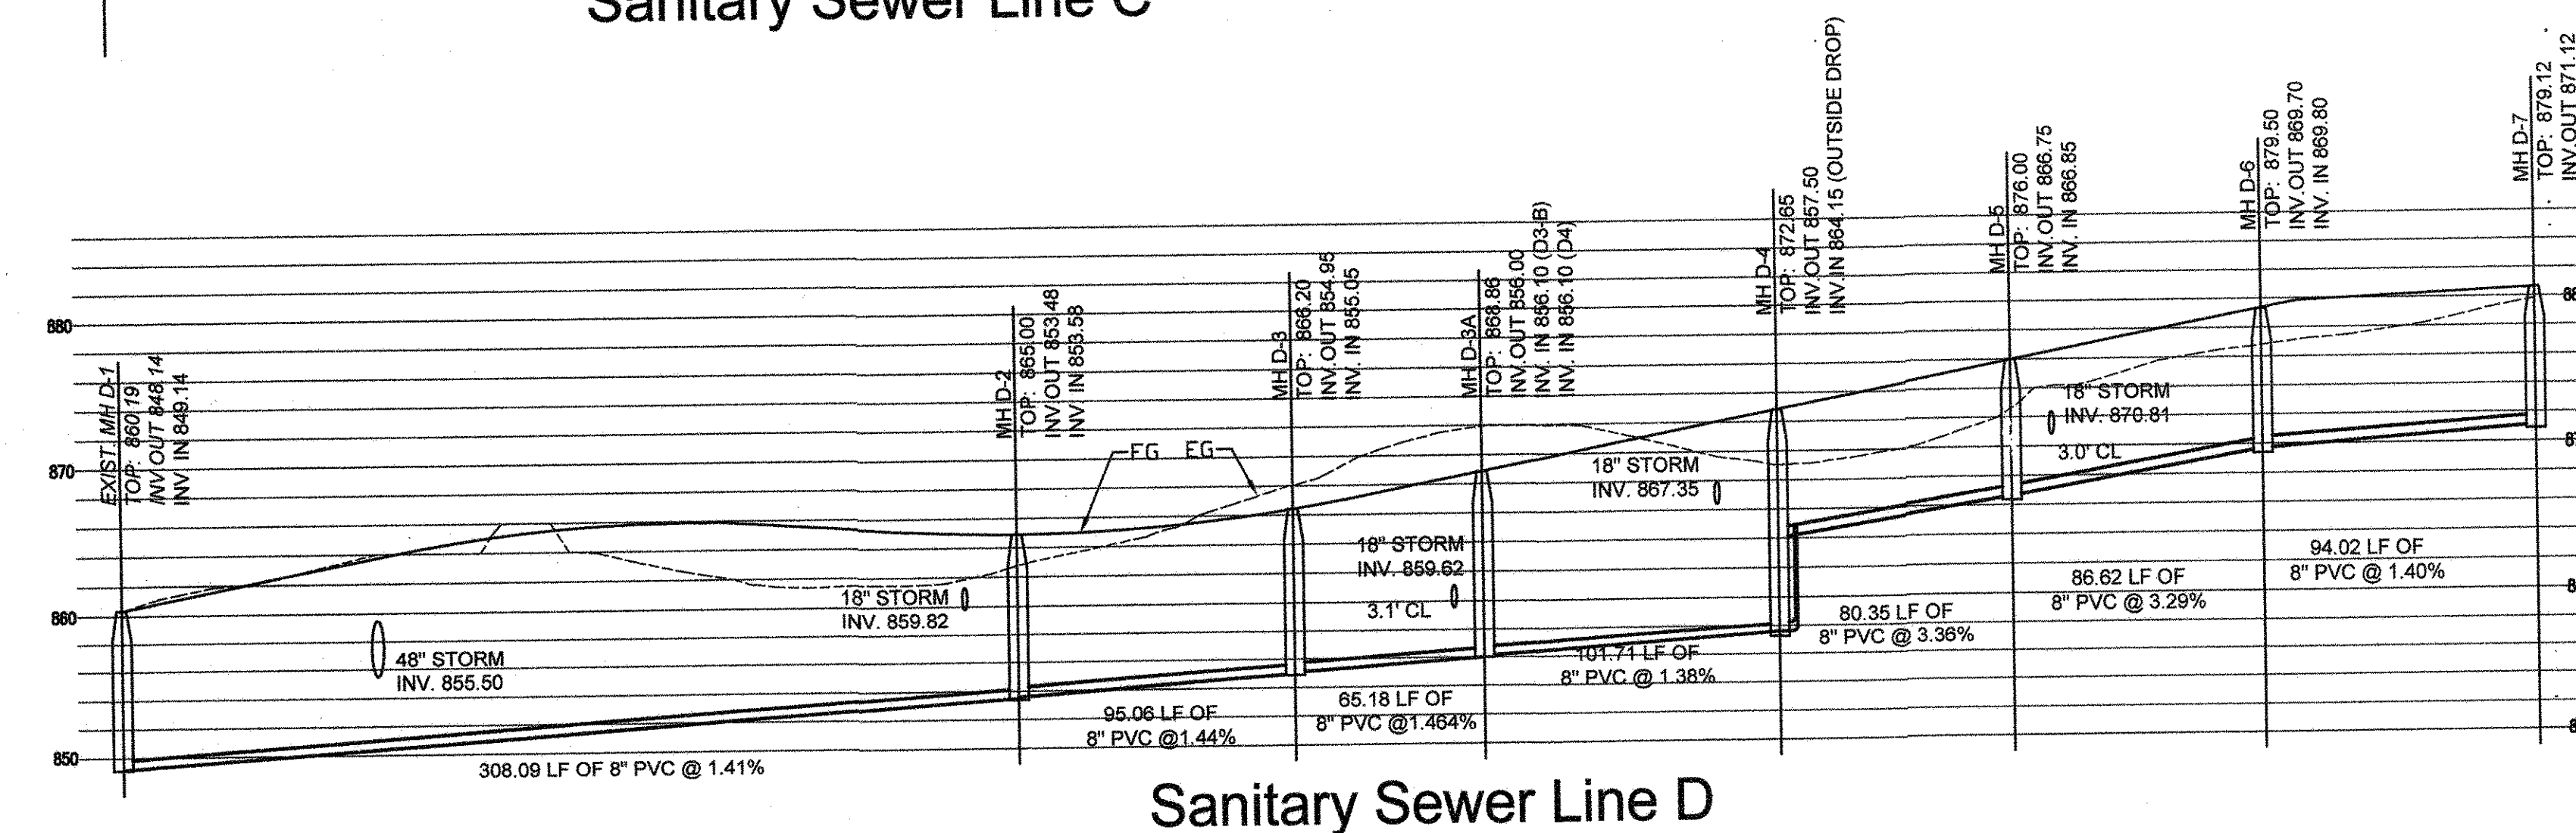 Sanitary Sewer Line C
EXIST. MH D-1
TOP: 860.19
INV OUT 848.14
INV. IN 849.14
MH D-2
TOP: 865.00
INV.OUT 853.48
INV. IN 853.58
MH D-3
TOP: 866.20
INV.OUT 854.95
INV. IN 855.05
MH D-3A
TOP: 868.86
INV.OUT 856.00
INV. IN 856.10 (D3-B)
INV. IN 856.10 (D4)
MH D-4
TOP: 872.65
INV.OUT 857.50
INV.IN 864.15 (OUTSIDE DROP)
MH D-5
TOP: 876.00
INV.OUT 866.75
INV. IN 866.85
MH D-6
TOP: 879.50
INV.OUT 869.70
INV. IN 869.80
MH D-7
TOP: 879.12
INV.OUT 871.12
880
870
860
850
FG EG
48" STORM
INV. 855.50
18" STORM
INV. 859.82
18" STORM
INV. 859.62
3.1' CL
18" STORM
INV. 867.35
18" STORM
INV. 870.81
3.0' CL
308.09 LF OF 8" PVC @ 1.41%
95.06 LF OF
8" PVC @1.44%
65.18 LF OF
8" PVC @1.464%
101.71 LF OF
8" PVC @ 1.38%
80.35 LF OF
8" PVC @ 3.36%
86.62 LF OF
8" PVC @ 3.29%
94.02 LF OF
8" PVC @ 1.40%
Sanitary Sewer Line D